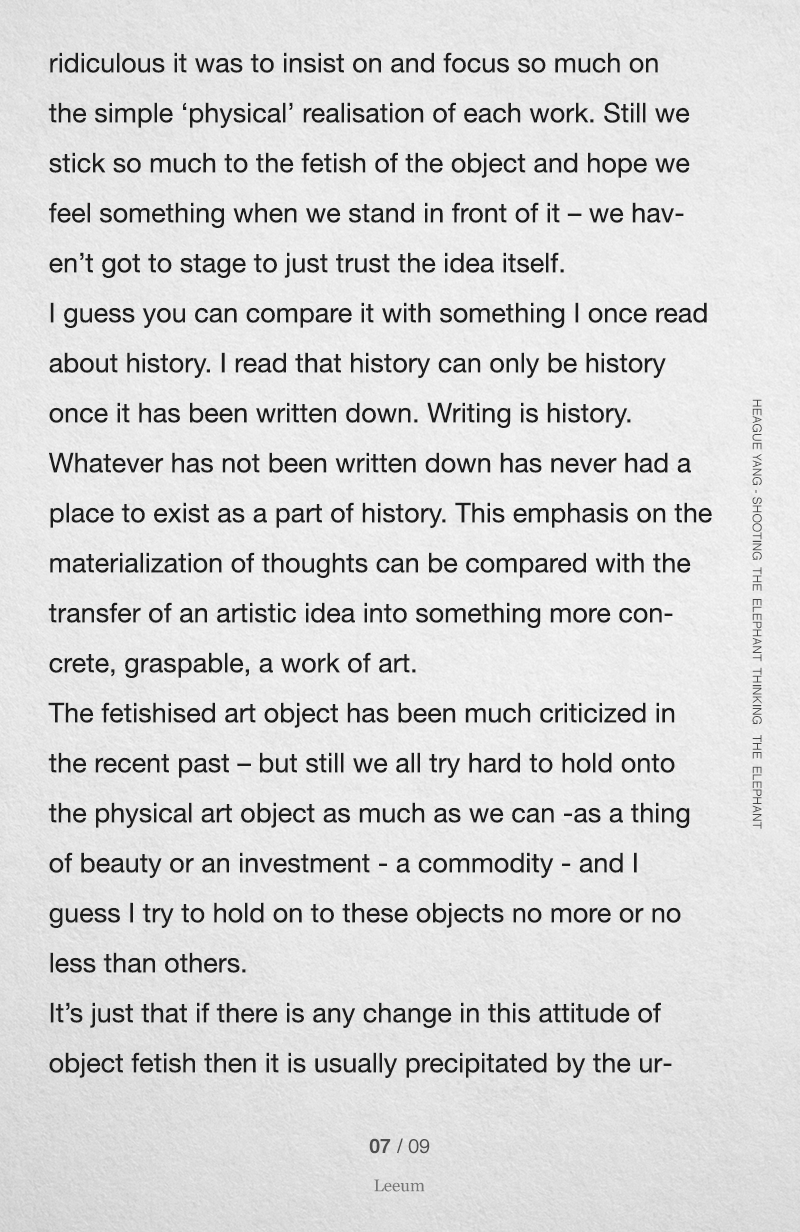 ridiculous it was to insist on and focus so much on
the simple ‘physical’ realisation of each work. Still we
stick so much to the fetish of the object and hope we
feel something when we stand in front of it – we hav-
en’t got to stage to just trust the idea itself.
I guess you can compare it with something I once read
about history. I read that history can only be history
once it has been written down. Writing is history.
Whatever has not been written down has never had a
place to exist as a part of history. This emphasis on the
materialization of thoughts can be compared with the
transfer of an artistic idea into something more con-
crete, graspable, a work of art.
The fetishised art object has been much criticized in
the recent past – but still we all try hard to hold onto
the physical art object as much as we can -as a thing
of beauty or an investment - a commodity - and I
guess I try to hold on to these objects no more or no
less than others.
It’s just that if there is any change in this attitude of
object fetish then it is usually precipitated by the ur-
HEAGUE YANG - SHOOTING THE ELEPHANT THINKING THE ELEPHANT
07 / 09
Leeum